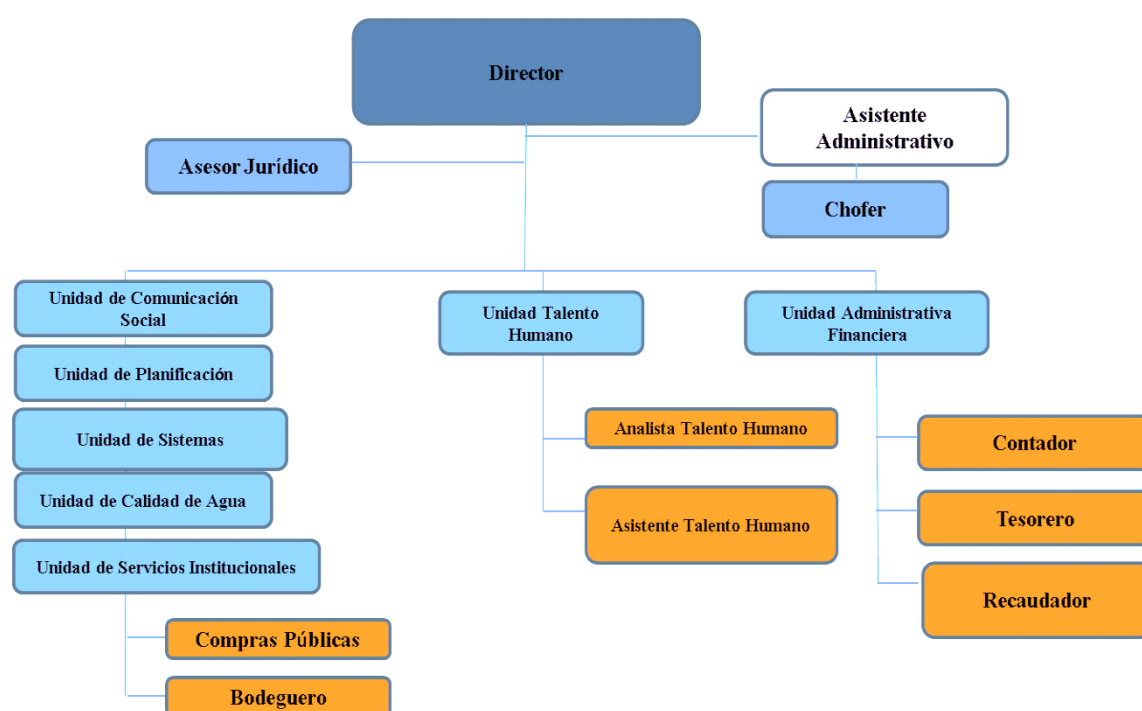 Director
Asistente
Administrativo
Asesor Jurídico
Chofer
Unidad de Comunicación
Social
Unidad de Planificación
Unidad de Sistemas
Unidad de Calidad de Agua
Unidad de Servicios Institucionales
Compras Públicas
Bodeguero
Unidad Talento
Humano
Analista Talento Humano
Asistente Talento Humano
Unidad Administrativa
Financiera
Contador
Tesorero
Recaudador